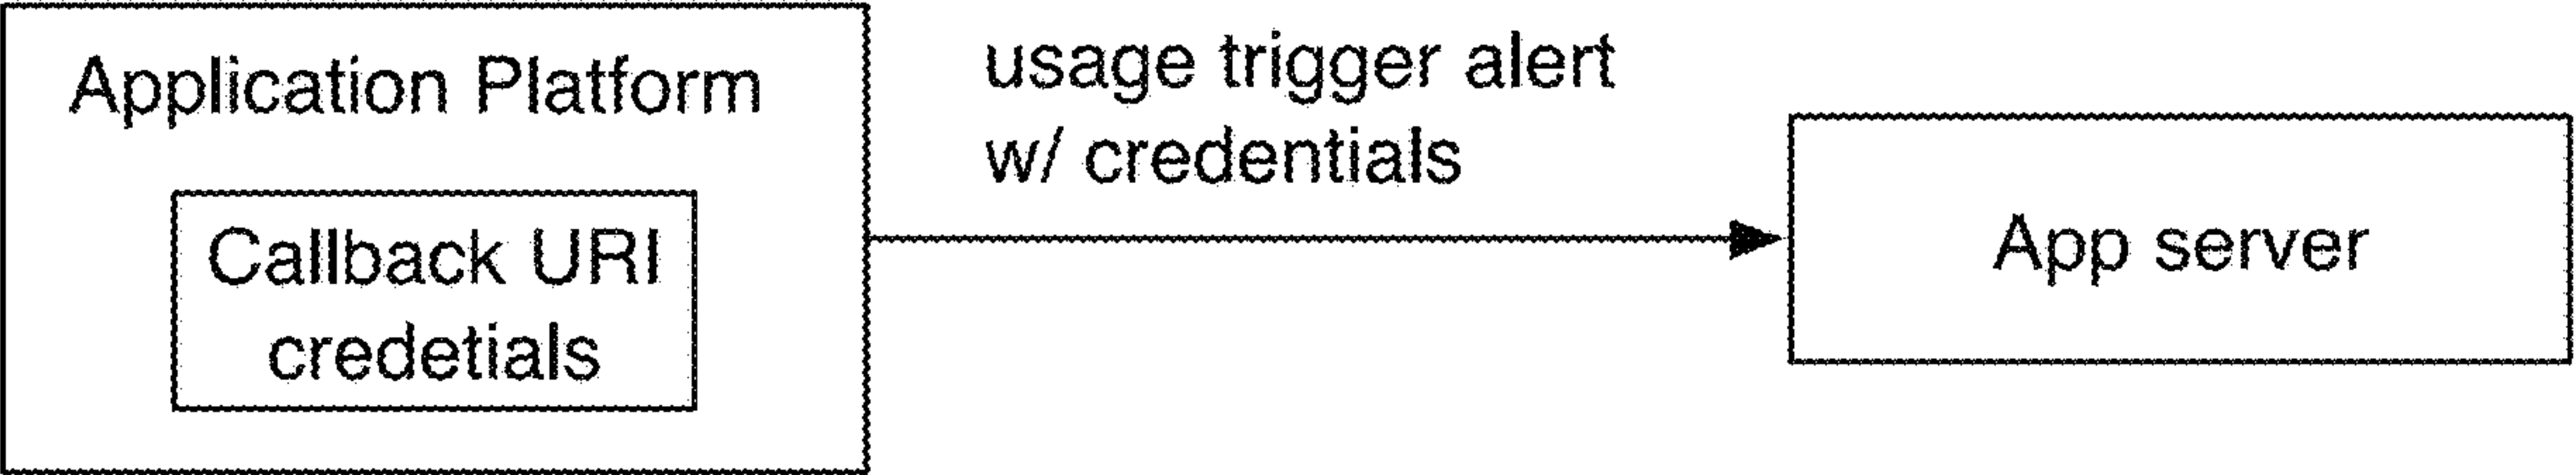 Application Platform
Callback URI
credetials
usage trigger alert
w/ credentials
App server